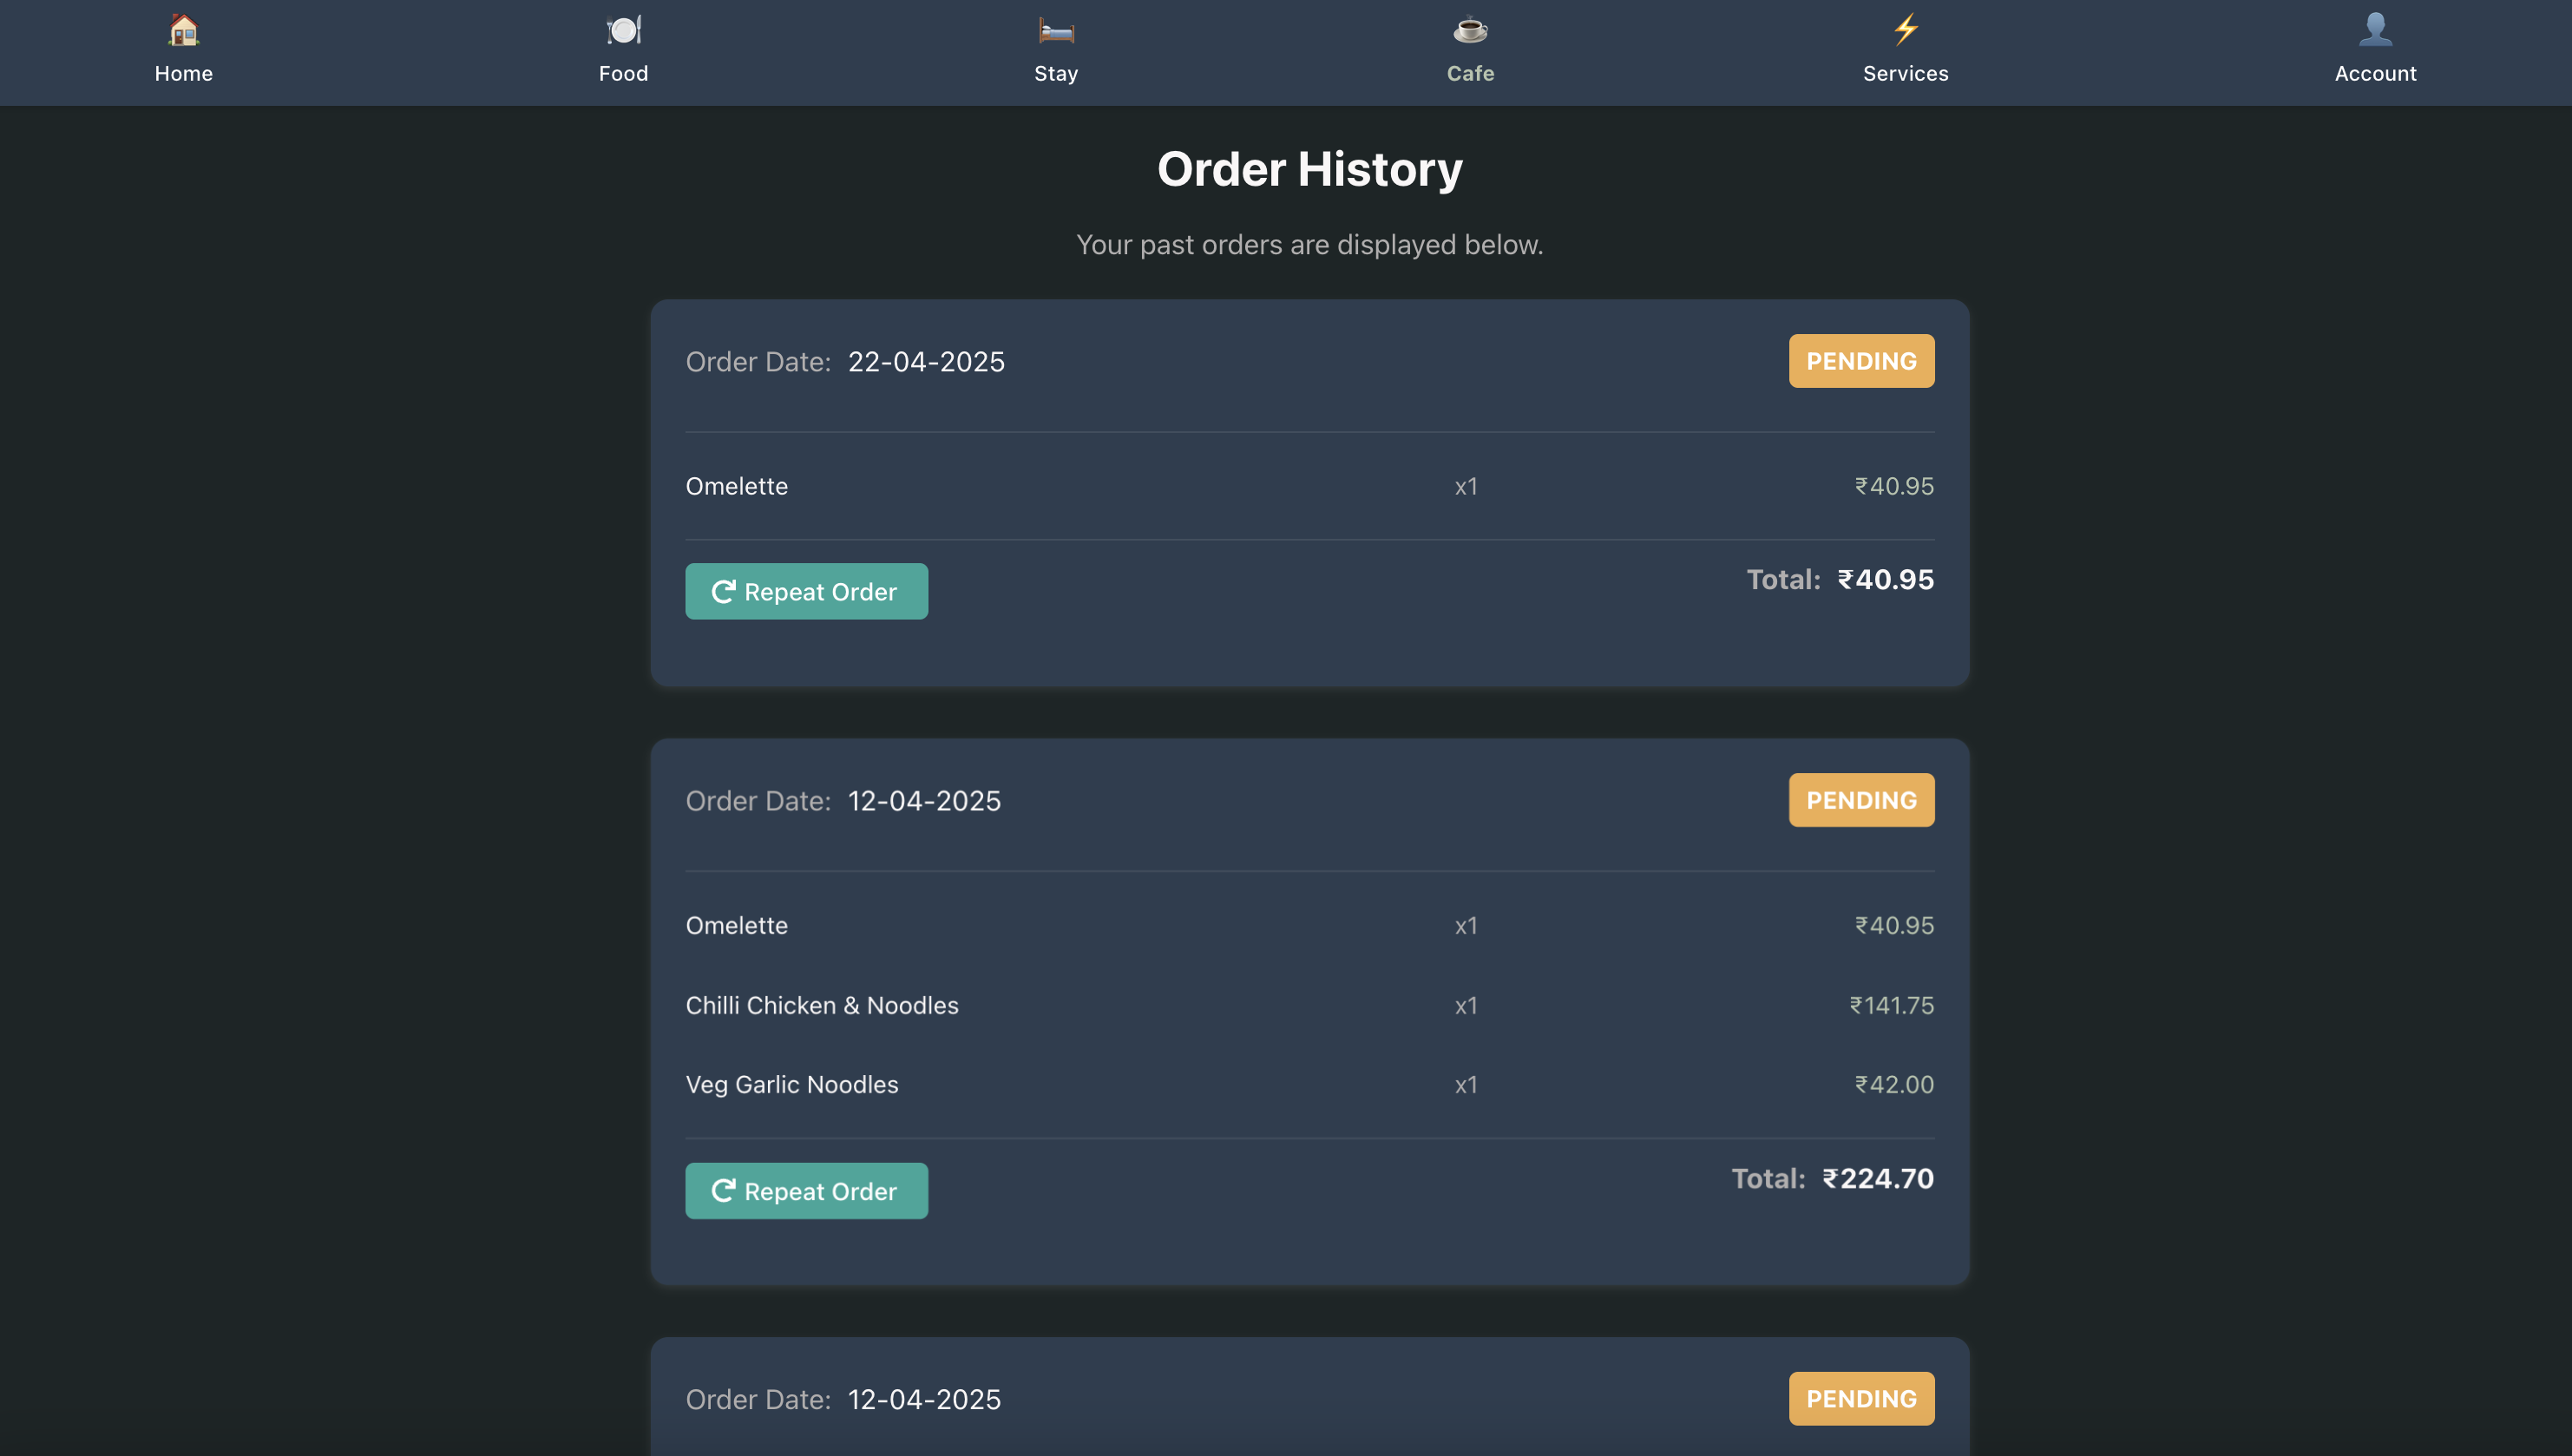 Home Food Stay Cafe Services Account
Order History
Your past orders are displayed below.
Order Date: 22-04-2025 PENDING
Omelette x1 ₹40.95
Repeat Order Total: ₹40.95
Order Date: 12-04-2025 PENDING
Omelette x1 ₹40.95
Chilli Chicken & Noodles x1 ₹141.75
Veg Garlic Noodles x1 ₹42.00
Repeat Order Total: ₹224.70
Order Date: 12-04-2025 PENDING